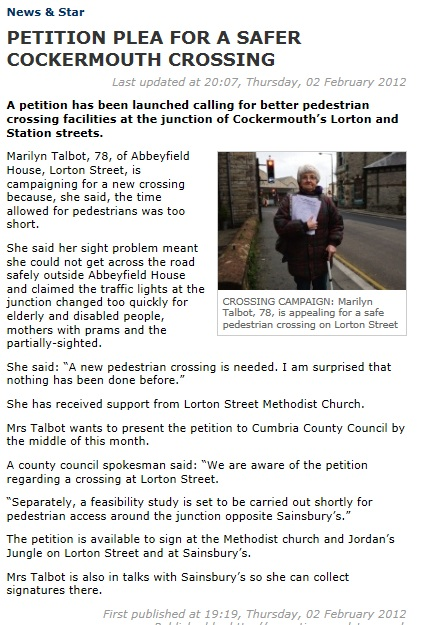 News & Star
PETITION PLEA FOR A SAFER
COCKERMOUTH CROSSING
Last updated at 20:07, Thursday, 02 February 2012
A petition has been launched calling for better pedestrian
crossing facilities at the junction of Cockermouth’s Lorton and
Station streets.
Marilyn Talbot, 78, of Abbeyfield
House, Lorton Street, is
campaigning for a new crossing
because, she said, the time
allowed for pedestrians was too
short.
She said her sight problem meant
she could not get across the road
safely outside Abbeyfield House
and claimed the traffic lights at the
junction changed too quickly for
elderly and disabled people,
mothers with prams and the
partially-sighted.
CROSSING CAMPAIGN: Marilyn
Talbot, 78, is appealing for a safe
pedestrian crossing on Lorton Street
She said: “A new pedestrian crossing is needed. I am surprised that
nothing has been done before.”
She has received support from Lorton Street Methodist Church.
Mrs Talbot wants to present the petition to Cumbria County Council by
the middle of this month.
A county council spokesman said: “We are aware of the petition
regarding a crossing at Lorton Street.
“Separately, a feasibility study is set to be carried out shortly for
pedestrian access around the junction opposite Sainsbury’s.”
The petition is available to sign at the Methodist church and Jordan’s
Jungle on Lorton Street and at Sainsbury’s.
Mrs Talbot is also in talks with Sainsbury’s so she can collect
signatures there.
First published at 19:19, Thursday, 02 February 2012